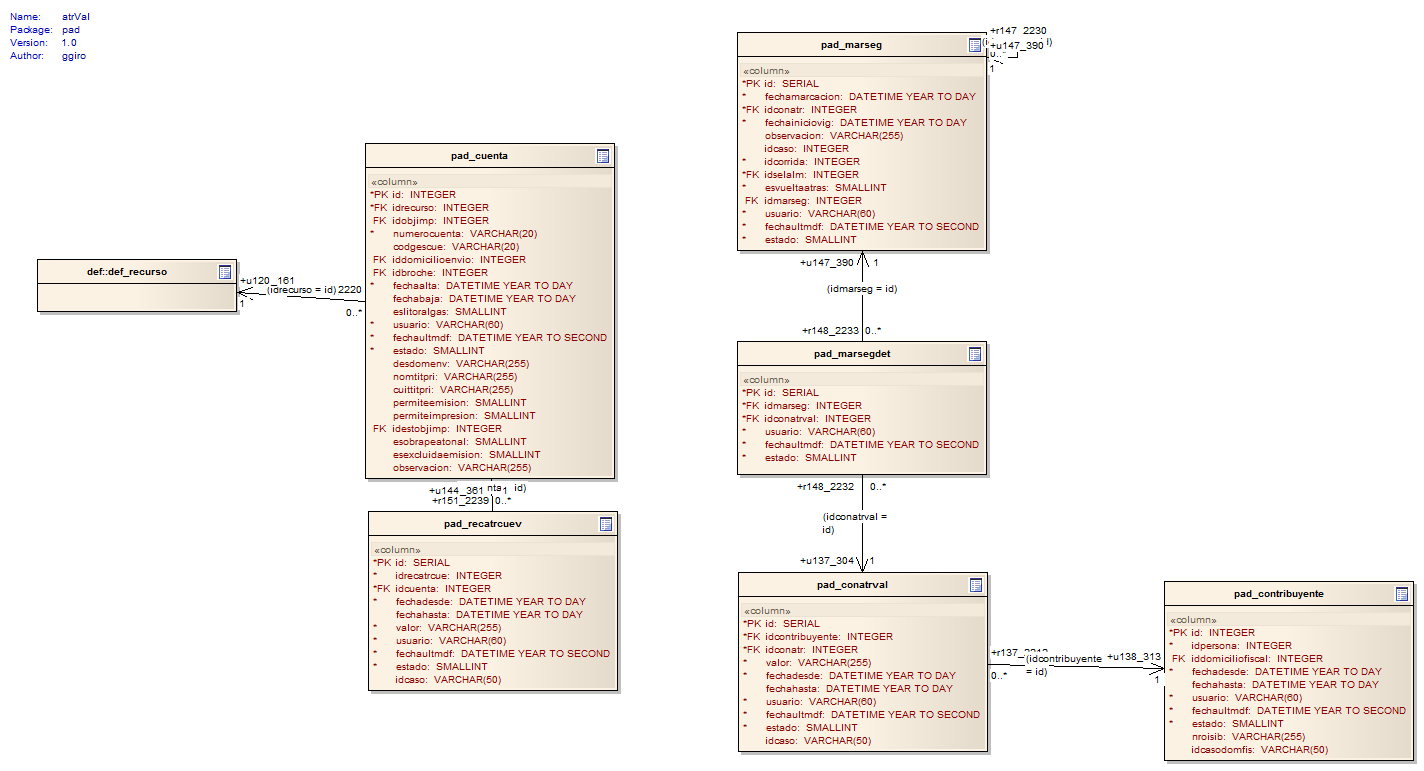 Name: atrVal
Package: pad
Version: 1.0
Author: ggiro
def::def_recurso
+u120_161
(idrecurso = id)
2220
1
0..*
pad_cuenta
«column»
*PK id: INTEGER
*FK idrecurso: INTEGER
FK idobjimp: INTEGER
* numerocuenta: VARCHAR(20)
codgescue: VARCHAR(20)
FK iddomicilioenvio: INTEGER
FK idbroche: INTEGER
* fechaalta: DATETIME YEAR TO DAY
fechabaja: DATETIME YEAR TO DAY
eslitoralgas: SMALLINT
* usuario: VARCHAR(60)
* fechaultmdf: DATETIME YEAR TO SECOND
* estado: SMALLINT
desdomenv: VARCHAR(255)
nomtitpri: VARCHAR(255)
cuittitpri: VARCHAR(255)
permiteemision: SMALLINT
permiteimpresion: SMALLINT
FK idestobjimp: INTEGER
esobrapeatonal: SMALLINT
esexcluidaemision: SMALLINT
observacion: VARCHAR(255)
+u144_361 nta 1 id)
+r151_2239 0..*
pad_recatrcuev
«column»
*PK id: SERIAL
* idrecatrcue: INTEGER
*FK idcuenta: INTEGER
* fechadesde: DATETIME YEAR TO DAY
fechahasta: DATETIME YEAR TO DAY
* valor: VARCHAR(255)
* usuario: VARCHAR(60)
* fechaultmdf: DATETIME YEAR TO SECOND
* estado: SMALLINT
idcaso: VARCHAR(50)
pad_marseg
«column»
*PK id: SERIAL
* fechamarcacion: DATETIME YEAR TO DAY
*FK idconatr: INTEGER
* fechainiciovig: DATETIME YEAR TO DAY
observacion: VARCHAR(255)
idcaso: INTEGER
* idcorrida: INTEGER
*FK idselalm: INTEGER
* esvueltaatras: SMALLINT
FK idmarseg: INTEGER
* usuario: VARCHAR(60)
* fechaultmdf: DATETIME YEAR TO SECOND
* estado: SMALLINT
+r147_2230
+u147_390
0..*
1
+u147_390 1
(idmarseg = id)
+r148_2233 0..*
pad_marsegdet
«column»
*PK id: SERIAL
*FK idmarseg: INTEGER
*FK idconatrval: INTEGER
* usuario: VARCHAR(60)
* fechaultmdf: DATETIME YEAR TO SECOND
* estado: SMALLINT
+r148_2232 0..*
(idconatrval =
id)
+u137_304 1
pad_conatrval
«column»
*PK id: SERIAL
*FK idcontribuyente: INTEGER
*FK idconatr: INTEGER
* valor: VARCHAR(255)
* fechadesde: DATETIME YEAR TO DAY
fechahasta: DATETIME YEAR TO DAY
* usuario: VARCHAR(60)
* fechaultmdf: DATETIME YEAR TO SECOND
* estado: SMALLINT
idcaso: VARCHAR(50)
0..*
(idcontribuyente
= id)
+u138_313
1
pad_contribuyente
«column»
*PK id: INTEGER
* idpersona: INTEGER
FK iddomiciliofiscal: INTEGER
* fechadesde: DATETIME YEAR TO DAY
fechahasta: DATETIME YEAR TO DAY
* usuario: VARCHAR(60)
* fechaultmdf: DATETIME YEAR TO SECOND
* estado: SMALLINT
nroisib: VARCHAR(255)
idcasodomfis: VARCHAR(50)